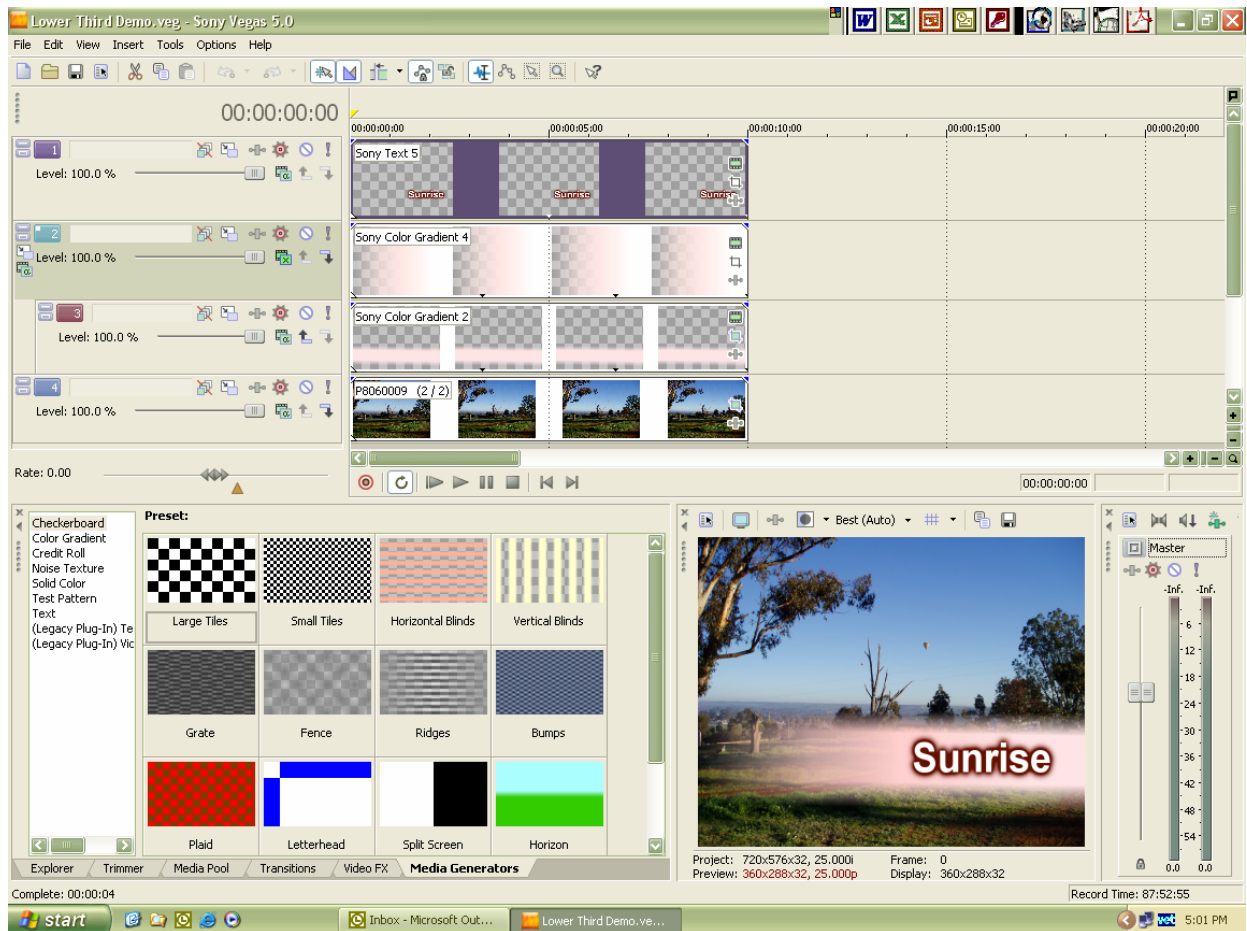 Lower Third Demo.veg - Sony Vegas 5.0
File Edit View Insert Tools Options Help
00:00:00:00
00:00:00:00 00:00:05:00 00:00:10:00 00:00:15:00 00:00:20:00
1
Level: 100.0 %
Sony Text 5
Sunrise Sunrise Sunrise
2
Level: 100.0 %
Sony Color Gradient 4
3
Level: 100.0 %
Sony Color Gradient 2
4
Level: 100.0 %
P8060009 (2 / 2)
Rate: 0.00
00:00:00:00
Checkerboard
Color Gradient
Credit Roll
Noise Texture
Solid Color
Test Pattern
Text
(Legacy Plug-In) Te
(Legacy Plug-In) Vic
Preset:
Large Tiles Small Tiles Horizontal Blinds Vertical Blinds
Grate Fence Ridges Bumps
Plaid Letterhead Split Screen Horizon
Explorer Trimmer Media Pool Transitions Video FX Media Generators
Best (Auto)
Sunrise
Project: 720x576x32, 25.000i Frame: 0
Preview: 360x288x32, 25.000p Display: 360x288x32
Master
-Inf. -Inf.
- 6 -
-12 -
-18 -
-24 -
-30 -
-36 -
-42 -
-48 -
-54 -
0.0 0.0
Complete: 00:00:04
Record Time: 87:52:55
start
Inbox - Microsoft Out...
Lower Third Demo.ve...
vet
5:01 PM